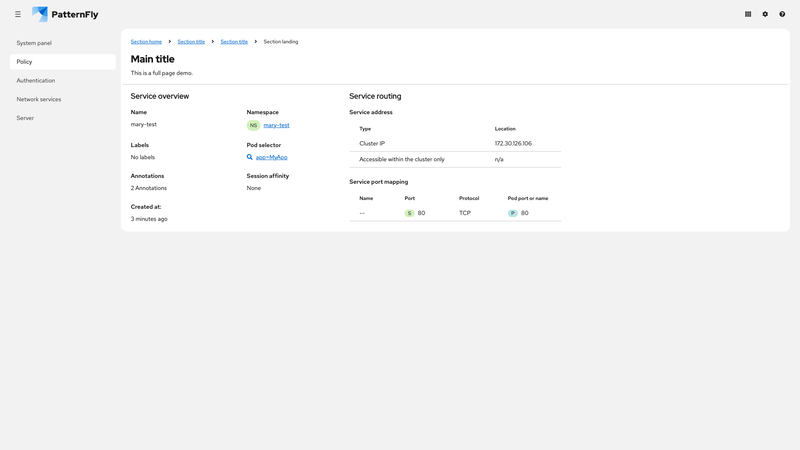 PatternFly
System panel
Policy
Authentication
Network services
Server
Section home > Section title > Section title > Section landing
Main title
This is a full page demo.
Service overview
Name
mary-test
Namespace
NS mary-test
Labels
No labels
Pod selector
app=MyApp
Annotations
2 Annotations
Session affinity
None
Created at:
3 minutes ago
Service routing
Service address
Type Location
Cluster IP 172.30.126.106
Accessible within the cluster only n/a
Service port mapping
Name Port Protocol Pod port or name
-- S 80 TCP P 80